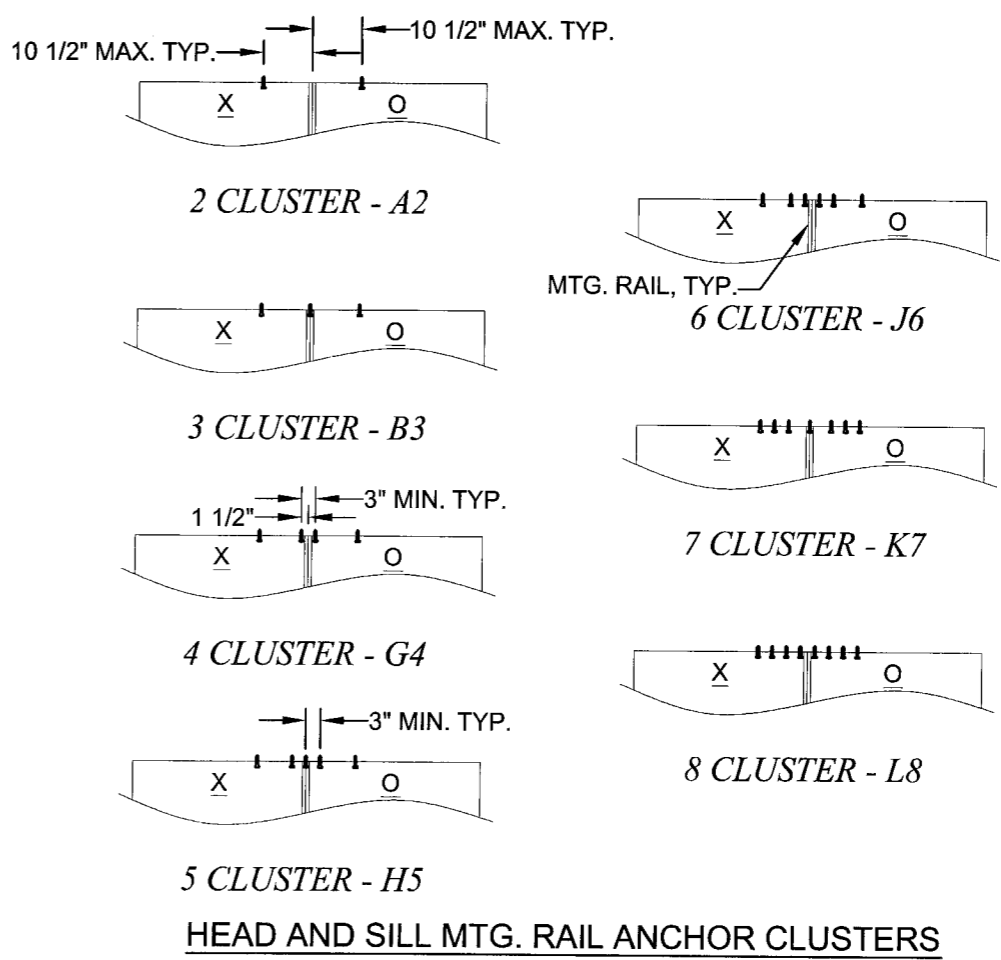 10 1/2" MAX. TYP.
10 1/2" MAX. TYP.
X
O
2 CLUSTER - A2
X
O
3 CLUSTER - B3
3" MIN. TYP.
1 1/2"
X
O
4 CLUSTER - G4
3" MIN. TYP.
X
O
5 CLUSTER - H5
X
O
MTG. RAIL, TYP.
6 CLUSTER - J6
X
O
7 CLUSTER - K7
X
O
8 CLUSTER - L8
HEAD AND SILL MTG. RAIL ANCHOR CLUSTERS